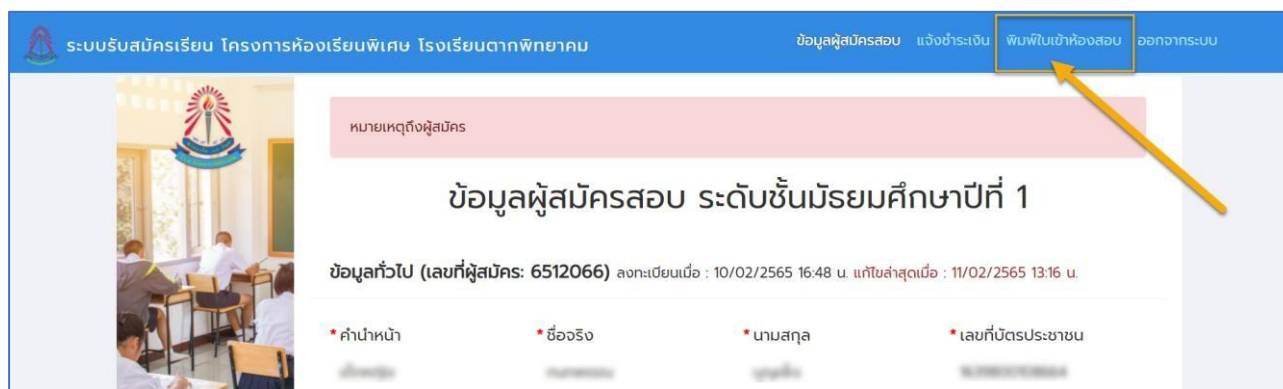 ระบบรับสมัครเรียน โครงการห้องเรียนพิเศษ โรงเรียนตากพิทยาคม
ข้อมูลผู้สมัครสอบ แจ้งชำระเงิน พิมพ์ใบเข้าห้องสอบ ออกจากระบบ
หมายเหตุถึงผู้สมัคร
ข้อมูลผู้สมัครสอบ ระดับชั้นมัธยมศึกษาปีที่ 1
ข้อมูลทั่วไป (เลขที่ผู้สมัคร: 6512066) ลงทะเบียนเมื่อ : 10/02/2565 16:48 น. แก้ไขล่าสุดเมื่อ : 11/02/2565 13:16 น.
* คำนำหน้า * ชื่อจริง * นามสกุล * เลขที่บัตรประชาชน